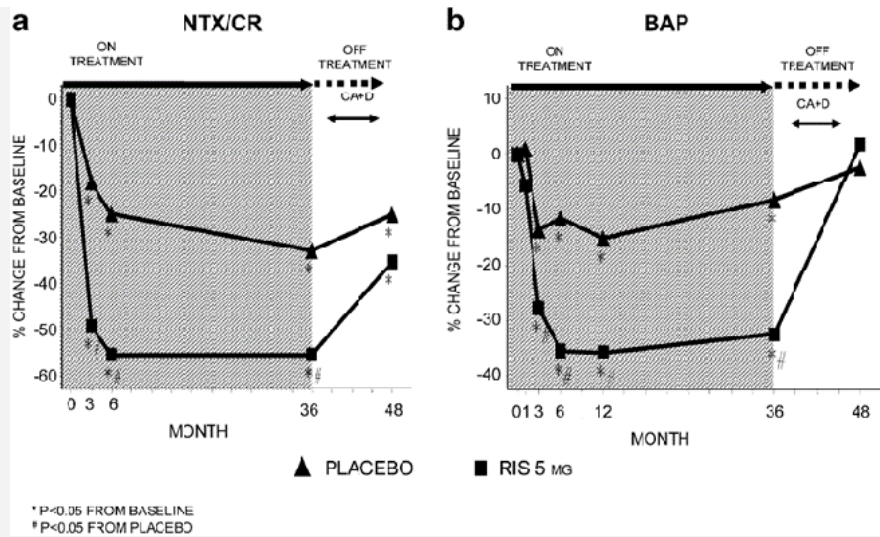 a NTX/CR
ON
TREATMENT
OFF
TREATMENT
CA+D
0
-10
-20
-30
-40
-50
-60
% CHANGE FROM BASELINE
* * * *
* # * # * # *
0 3 6 36 48
MONTH
b BAP
ON
TREATMENT
OFF
TREATMENT
CA+D
10
0
-10
-20
-30
-40
% CHANGE FROM BASELINE
* * * *
* # * # * # * #
0 1 3 6 12 36 48
MONTH
PLACEBO RIS 5 MG
* P<0.05 FROM BASELINE
# P<0.05 FROM PLACEBO